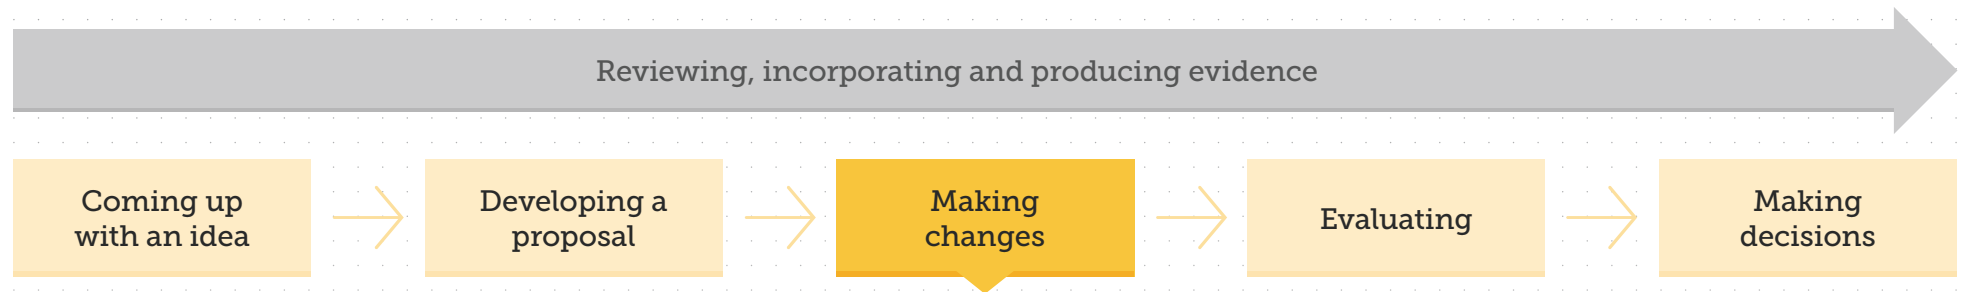 Reviewing, incorporating and producing evidence
Coming up
with an idea
Developing a
proposal
Making
changes
Evaluating
Making
decisions